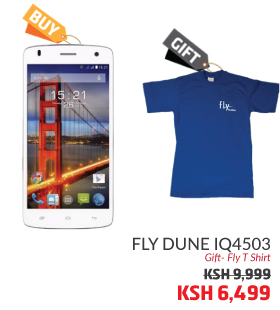 BUY
GIFT
15:21
fly
FLY DUNE IQ4503
Gift- Fly T Shirt
KSH 9,999
KSH 6,499